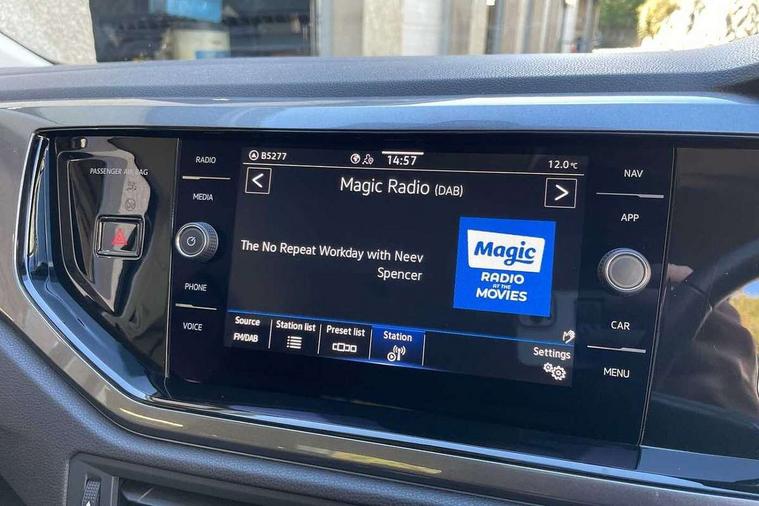 PASSENGER AIR BAG
RADIO
MEDIA
PHONE
VOICE
B5277
14:57
12.0 °C
Magic Radio (DAB)
The No Repeat Workday with Neev
Spencer
Magic
RADIO
AT THE
MOVIES
Source
FM/DAB
Station list
Preset list
Station
Settings
NAV
APP
CAR
MENU